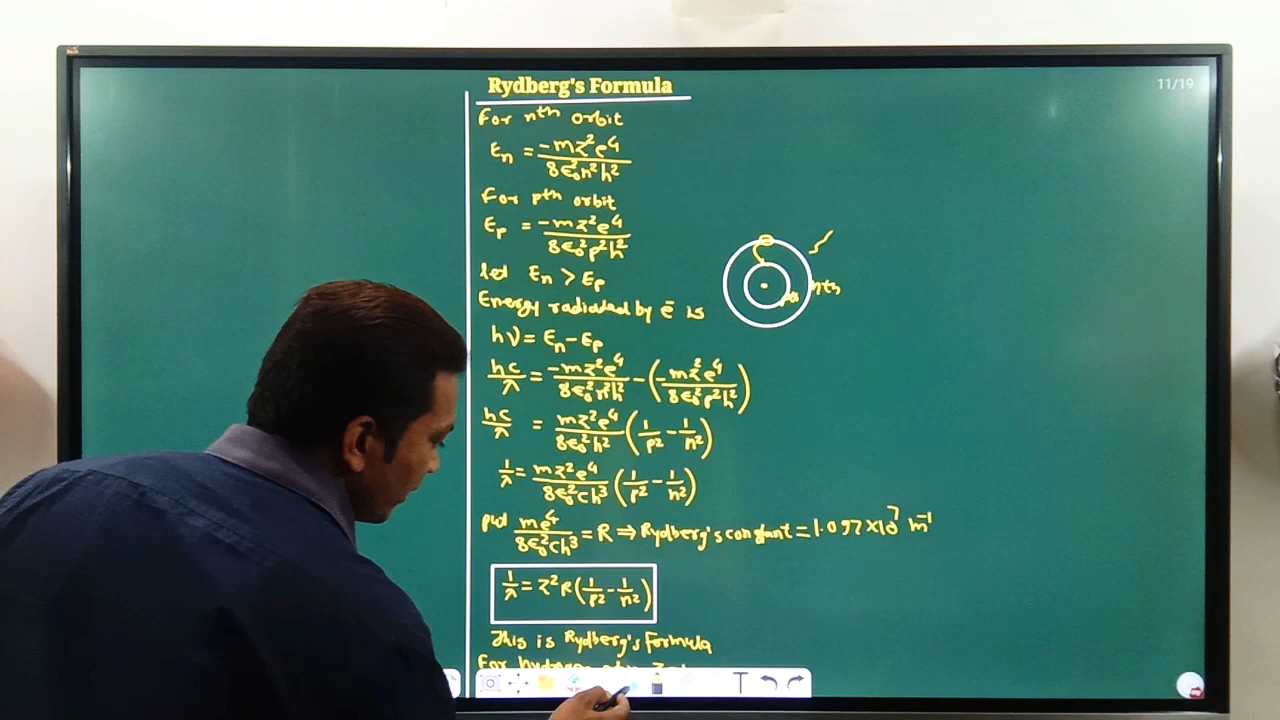 Rydberg's Formula
11/19
For nth orbit
En = -mz²e⁴/8ε₀²n²h²
For pth orbit
Ep = -mz²e⁴/8ε₀²p²h²
let En > Ep
Energy radiated by ē is
hν = En - Ep
hc/λ = -mz²e⁴/8ε₀²n²h² - (-mz²e⁴/8ε₀²p²h²)
hc/λ = mz²e⁴/8ε₀²h² (1/p² - 1/n²)
1/λ = mz²e⁴/8ε₀²ch³ (1/p² - 1/n²)
put me⁴/8ε₀²ch³ = R ⇒ Rydberg's constant = 1.097×10⁷ m⁻¹
1/λ = z²R(1/p² - 1/n²)
This is Rydberg's Formula
For
pth
nth
T